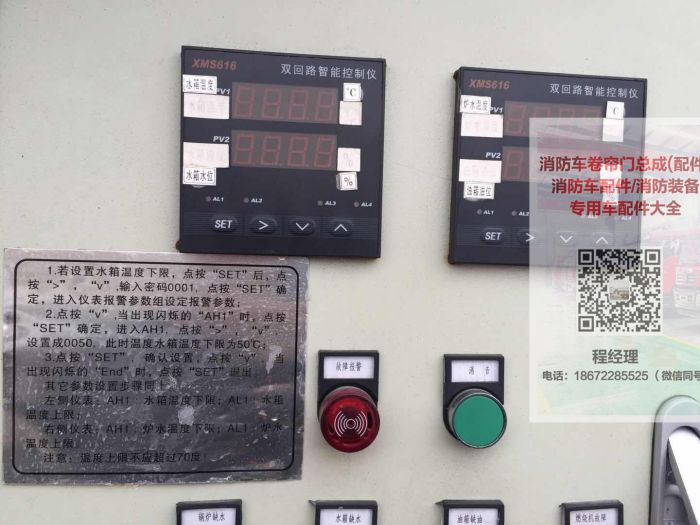 XMS616
双回路智能控制仪
水箱温度
PV1
℃
PV2
%
水箱水位
%
AL1
AL2
AL3
AL4
SET
XMS616
双回路智能控制仪
炉水温度
PV1
PV2
油箱油位
AL1
AL2
SET
消防车卷帘门总成(配件
消防车配件/消防装备
专用车配件大全
程经理
电话:18672285525(微信同号
1.若设置水箱温度下限,点按“SET”后,点
按“>”,“v”,输入密码0001,点按“SET”确
定,进入仪表报警参数组设定报警参数;
2.点按“v”,当出现闪烁的“AH1”时,点按
“SET”确定,进入AH1,点按“>”,“v”
设置成0050,此时温度水箱温度下限为50℃;
3.点按“SET”,确认设置,点按“v”,当
出现闪烁的“End”时,点按“SET”退出。
其它参数设置步骤同上
左侧仪表:AH1:水箱温度下限;AL1:水箱
温度上限;
右侧仪表:AH1:炉水温度下限;AL1:炉水
温度上限;
注意:温度上限不应超过70度!
故障报警
消音
锅炉缺水
水箱缺水
油箱缺油
燃烧机故障